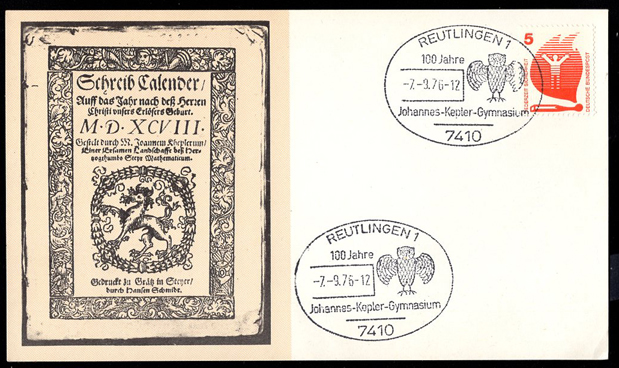 Schreib Calender/
Auff das Jahr nach deß Herren
Christi vnsers Erlösers Geburt.
M·D·XCVIII·
Gestelt durch M. Joannem Kheplerum/
Einer Ersamen Landschafft deß Her-
zogthumbs Steyr Mathematicum.
Gedruckt zu Grätz in Steyer/
durch Hansen Schmidt.
REUTLINGEN 1
100 Jahre
-7.-9.76-12
Johannes-Kepler-Gymnasium
7410
5
DEUTSCHE BUNDESPOST
REUTLINGEN 1
100 Jahre
-7.-9.76-12
Johannes-Kepler-Gymnasium
7410